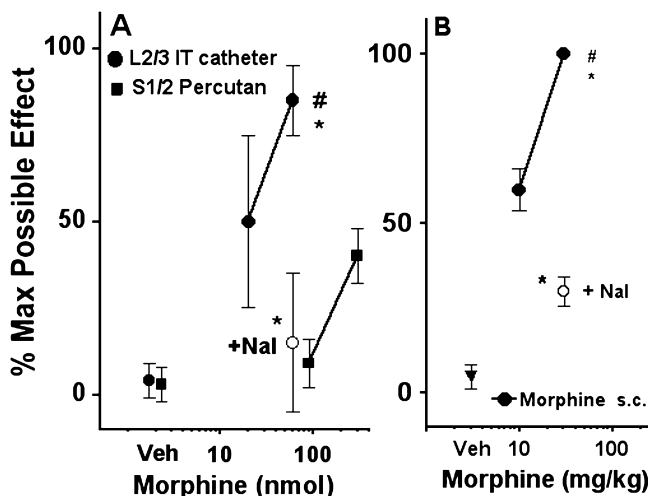 A
100
L2/3 IT catheter
S1/2 Percutan
#
*
50
*
+Nal
0
Veh 10 100
Morphine (nmol)
% Max Possible Effect
B
100
#
*
50
* + Nal
0
Morphine s.c.
Veh 10 100
Morphine (mg/kg)